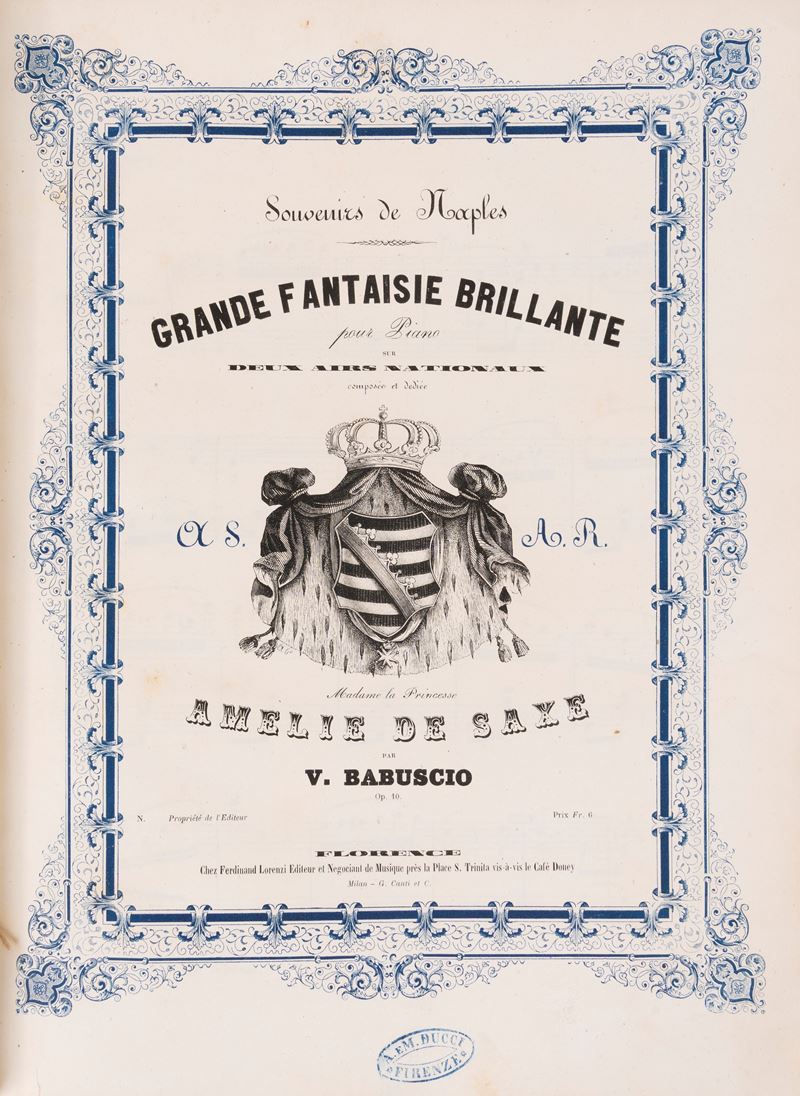 Souvenirs de Naples
GRANDE FANTAISIE BRILLANTE
pour Piano
SUR
DEUX AIRS NATIONAUX
composée et dediée
A S. A. R.
Madame la Princesse
AMELIE DE SAXE
PAR
V. BABUSCIO
Op. 10.
N. Propriété de l'Editeur Prix Fr. 6
FLORENCE
Chez Ferdinand Lorenzi Editeur et Negociant de Musique près la Place S. Trinita vis-à-vis le Café Doney
Milan – G. Canti et C.
A. EM. DUCCI
FIRENZE